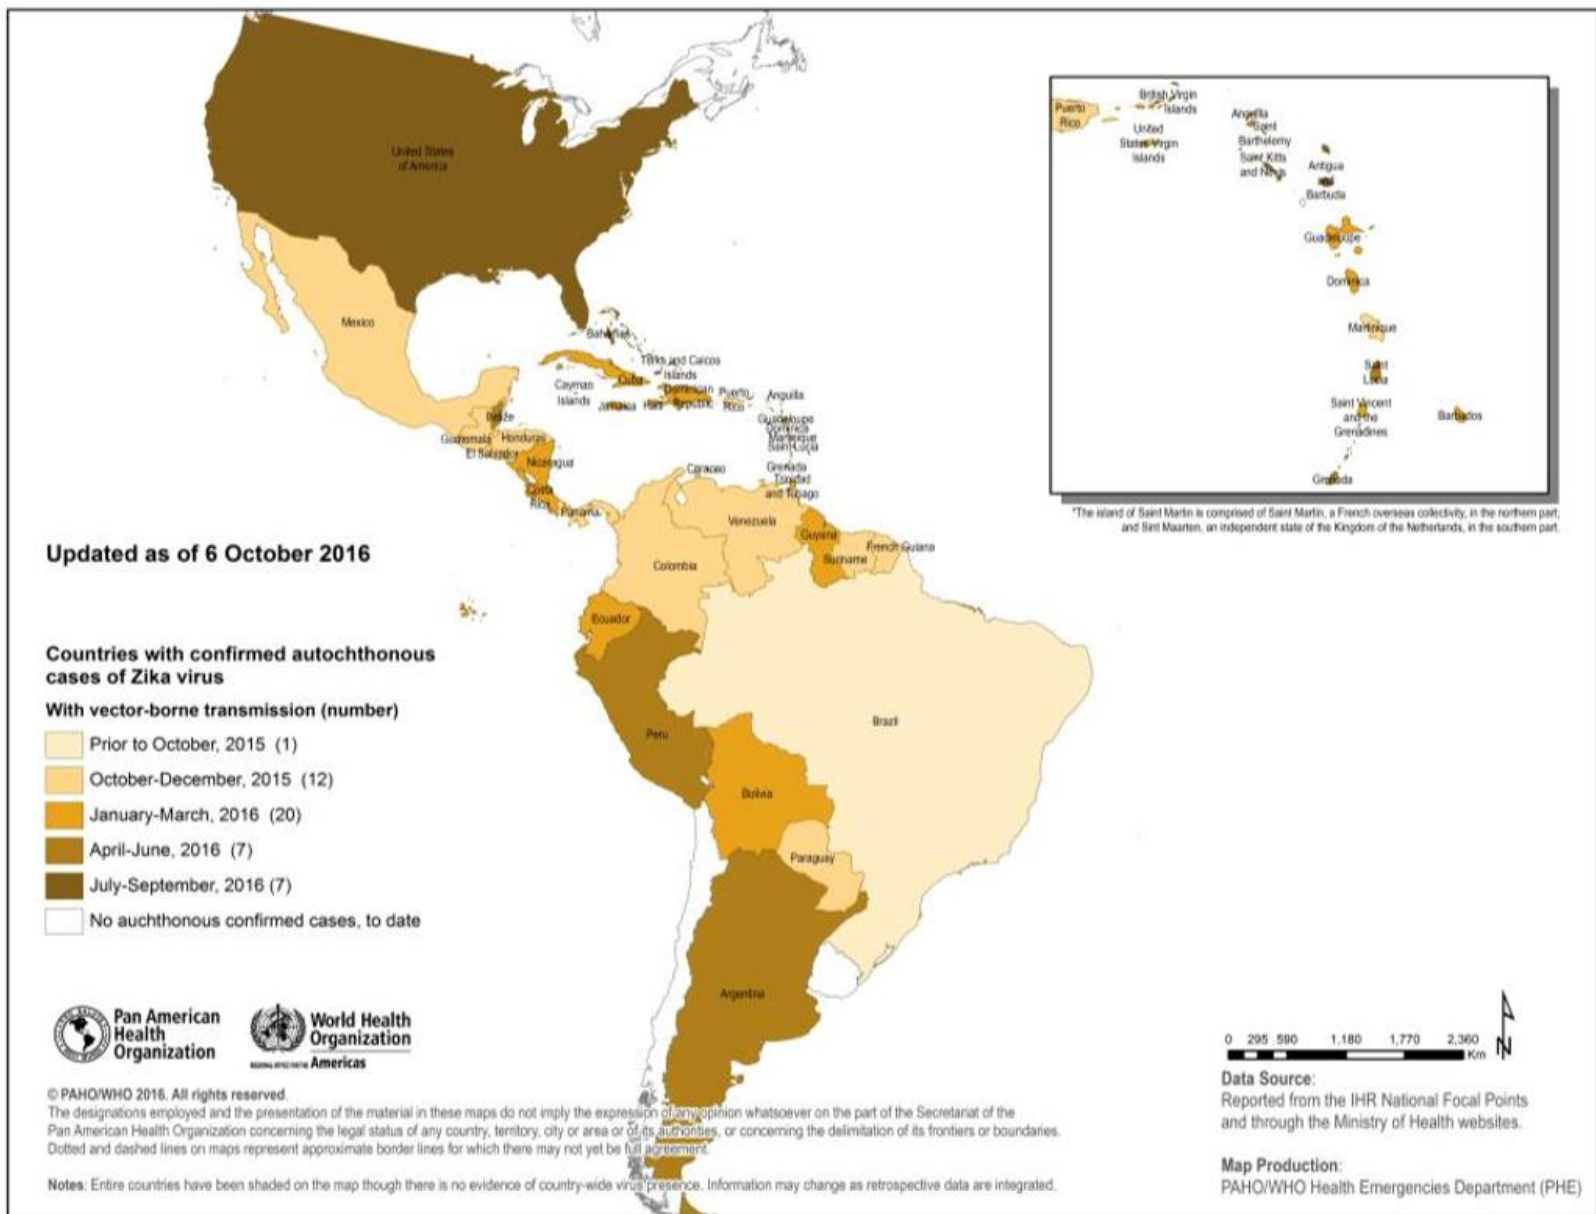 United States
of America
Mexico
Bahamas
Turks and Caicos
Islands
Cuba
Cayman
Islands
Dominican
Republic
Puerto
Rico
Jamaica
Haiti
Anguilla
Guadeloupe
Dominica
Martinique
Saint Lucia
Grenada
Trinidad
and Tobago
Curacao
Belize
Guatemala
Honduras
El Salvador
Nicaragua
Costa
Rica
Panama
Venezuela
Guyana
Suriname
French Guiana
Colombia
Ecuador
Peru
Brazil
Bolivia
Paraguay
Argentina
Puerto
Rico
British Virgin
Islands
United
States Virgin
Islands
Anguilla
Saint
Barthelemy
Saint Kitts
and Nevis
Antigua
and
Barbuda
Guadeloupe
Dominica
Martinique
Saint
Lucia
Saint Vincent
and the
Grenadines
Barbados
Grenada
*The island of Saint Martin is comprised of Saint Martin, a French overseas collectivity, in the northern part,
and Sint Maarten, an independent state of the Kingdom of the Netherlands, in the southern part.
Updated as of 6 October 2016
Countries with confirmed autochthonous
cases of Zika virus
With vector-borne transmission (number)
Prior to October, 2015 (1)
October-December, 2015 (12)
January-March, 2016 (20)
April-June, 2016 (7)
July-September, 2016 (7)
No auchthonous confirmed cases, to date
Pan American
Health
Organization
World Health
Organization
REGIONAL OFFICE FOR THE Americas
© PAHO/WHO 2016. All rights reserved.
The designations employed and the presentation of the material in these maps do not imply the expression of any opinion whatsoever on the part of the Secretariat of the
Pan American Health Organization concerning the legal status of any country, territory, city or area or of its authorities, or concerning the delimitation of its frontiers or boundaries.
Dotted and dashed lines on maps represent approximate border lines for which there may not yet be full agreement.
Notes: Entire countries have been shaded on the map though there is no evidence of country-wide virus presence. Information may change as retrospective data are integrated.
0 295 590 1,180 1,770 2,360
Km
N
Data Source:
Reported from the IHR National Focal Points
and through the Ministry of Health websites.
Map Production:
PAHO/WHO Health Emergencies Department (PHE)